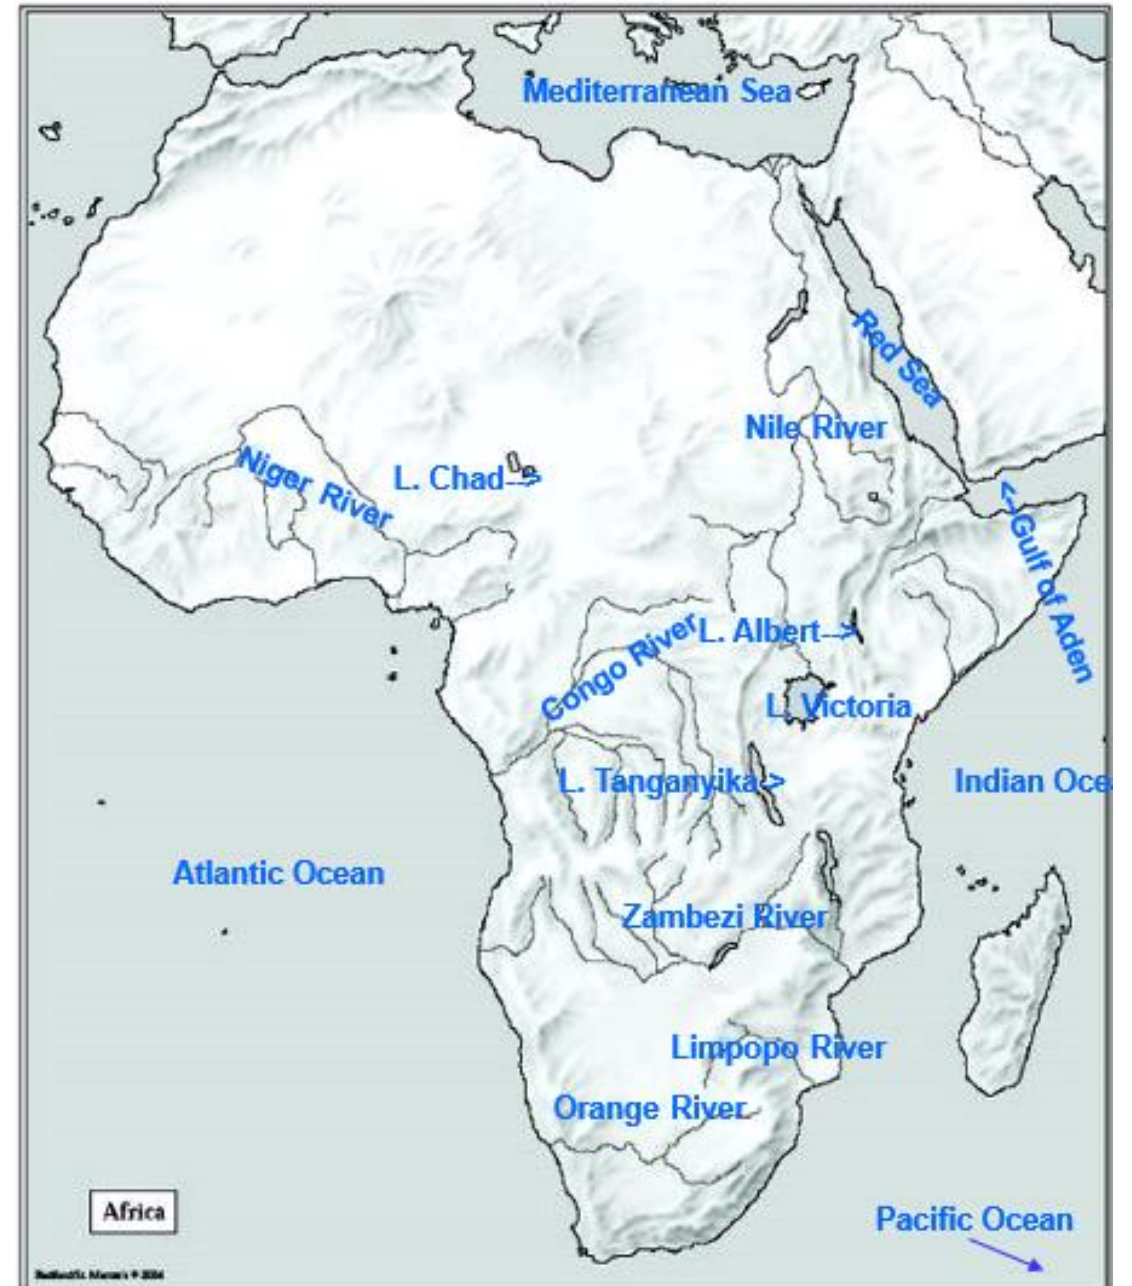 Mediterranean Sea
Red Sea
Nile River
L. Chad-->
Niger River
<--Gulf of Aden
L. Albert-->
Congo River
L. Victoria
L. Tanganyika->
Indian Oce
Atlantic Ocean
Zambezi River
Limpopo River
Orange River
Africa
Pacific Ocean